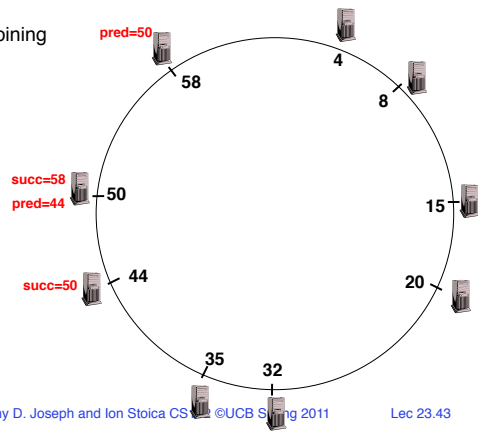 oining
pred=50
4
58
8
succ=58
pred=44
50
15
succ=50
44
20
35
32
y D. Joseph and Ion Stoica CS ©UCB S ng 2011
Lec 23.43